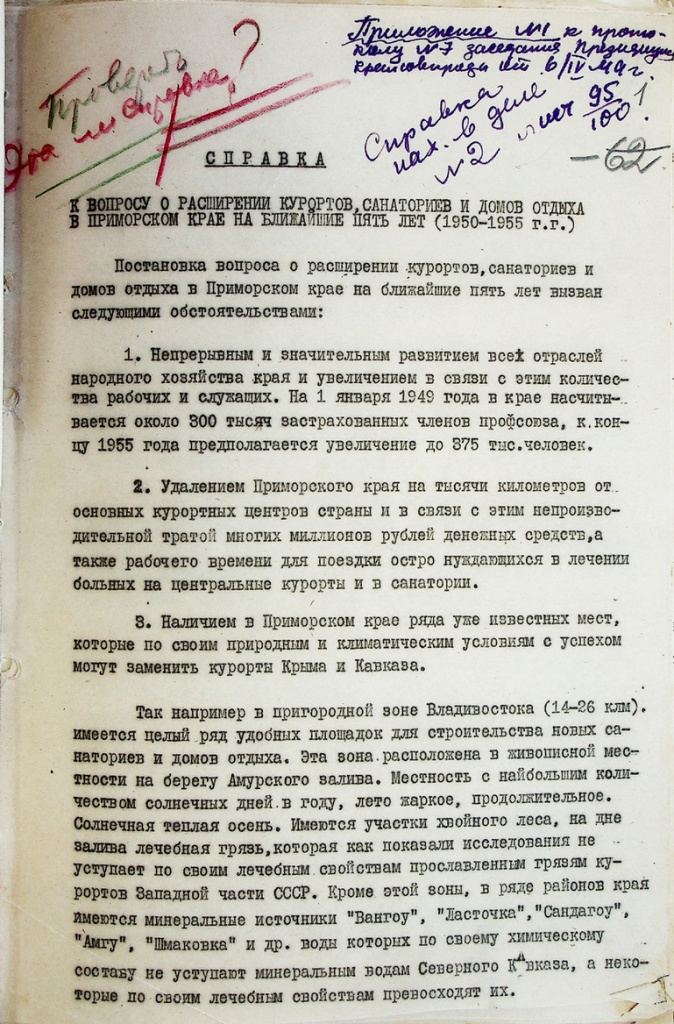 Приложение №1 к прото-
колу №7 заседания Президиума
крайсовпрофа от 6/IV 49 г.
Справка
нах. в деле
№2 лист 95
100
1
-62
Проверить
Эта ли справка?
СПРАВКА
К ВОПРОСУ О РАСШИРЕНИИ КУРОРТОВ,САНАТОРИЕВ И ДОМОВ ОТДЫХА
В ПРИМОРСКОМ КРАЕ НА БЛИЖАЙШИЕ ПЯТЬ ЛЕТ (1950-1955 г.г.)
Постановка вопроса о расширении курортов,санаториев и
домов отдыха в Приморском крае на ближайшие пять лет вызван
следующими обстоятельствами:
1. Непрерывным и значительным развитием всех отраслей
народного хозяйства края и увеличением в связи с этим количес-
тва рабочих и служащих. На 1 января 1949 года в крае насчиты-
вается около 300 тысяч застрахованных членов профсоюза, к.кон-
цу 1955 года предполагается увеличение до 375 тыс.человек.
2. Удалением Приморского края на тысячи километров от
основных курортных центров страны и в связи с этим непроизво-
дительной тратой многих миллионов рублей денежных средств,а
также рабочего времени для поездки остро нуждающихся в лечении
больных на центральные курорты и в санатории.
3. Наличием в Приморском крае ряда уже известных мест,
которые по своим природным и климатическим условиям с успехом
могут заменить курорты Крыма и Кавказа.
Так например в пригородной зоне Владивостока (14-26 клм).
имеется целый ряд удобных площадок для строительства новых са-
наториев и домов отдыха. Эта зона расположена в живописной мес-
тности на берегу Амурского залива. Местность с наибольшим коли-
чеством солнечных дней в году, лето жаркое, продолжительное.
Солнечная теплая осень. Имеются участки хвойного леса, на дне
залива лечебная грязь,которая как показали исследования не
уступает по своим лечебным свойствам прославленным грязям ку-
рортов Западной части СССР. Кроме этой зоны, в ряде районов края
имеются минеральные источники "Вангоу", "Ласточка","Сандагоу",
"Амгу", "Шмаковка" и др. воды которых по своему химическому
составу не уступают минеральным водам Северного Кавказа, а неко-
торые по своим лечебным свойствам превосходят их.